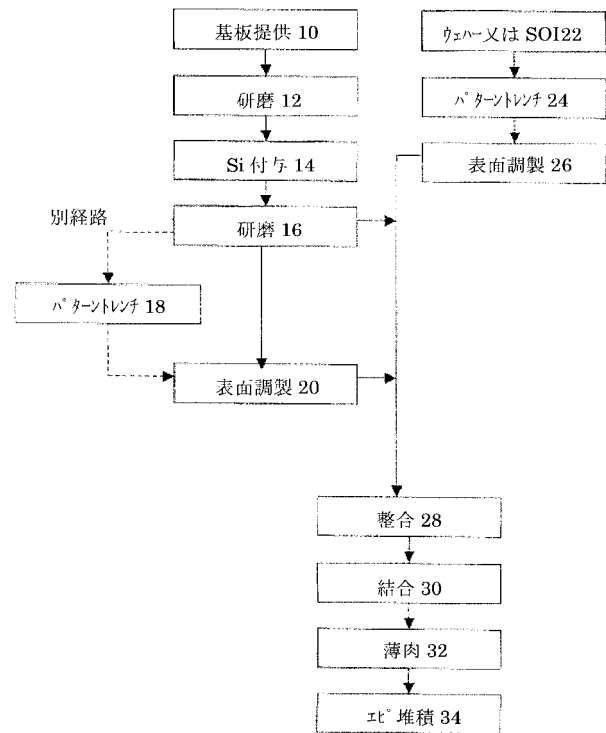 基板提供 10
研磨 12
Si 付与 14
別経路
研磨 16
ﾊﾟﾀｰﾝﾄﾚﾝﾁ 18
表面調製 20
ｳｪﾊｰ又は SOI22
ﾊﾟﾀｰﾝﾄﾚﾝﾁ 24
表面調製 26
整合 28
結合 30
薄肉 32
ｴﾋﾟ堆積 34